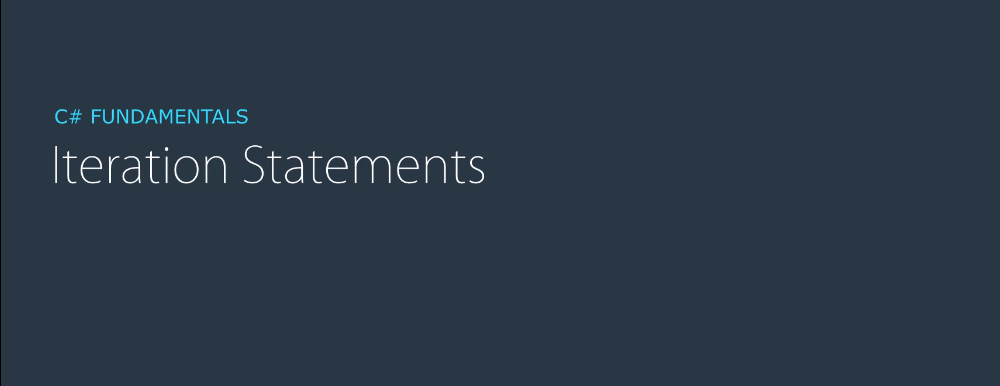 C# FUNDAMENTALS
Iteration Statements